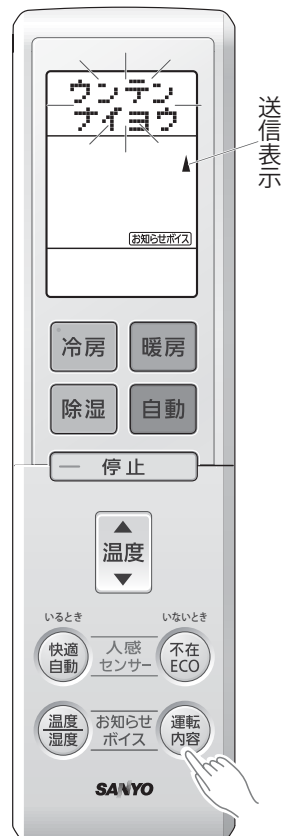 ウンテン
ナイヨウ
送信表示
お知らせボイス
冷房 暖房
除湿 自動
停止
温度
いるとき いないとき
快適
自動
人感
センサー
不在
ECO
温度
湿度
お知らせ
ボイス
運転
内容
SANYO